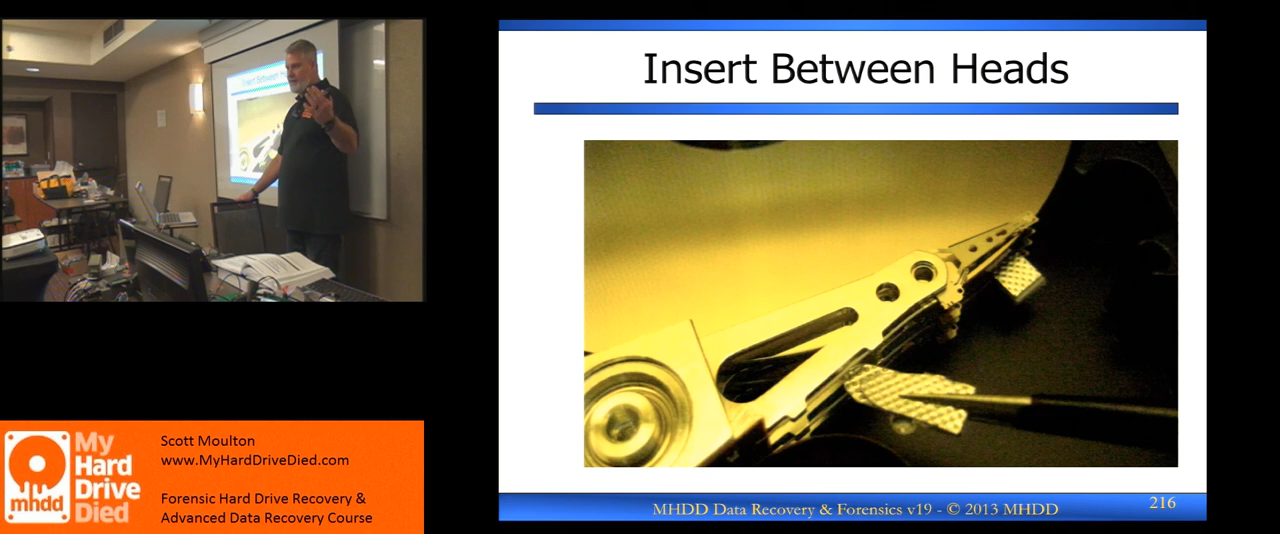 Insert Between Heads
MHDD Data Recovery & Forensics v19 - © 2013 MHDD
216
My
Hard
Drive
Died
mhdd
Scott Moulton
www.MyHardDriveDied.com
Forensic Hard Drive Recovery &
Advanced Data Recovery Course